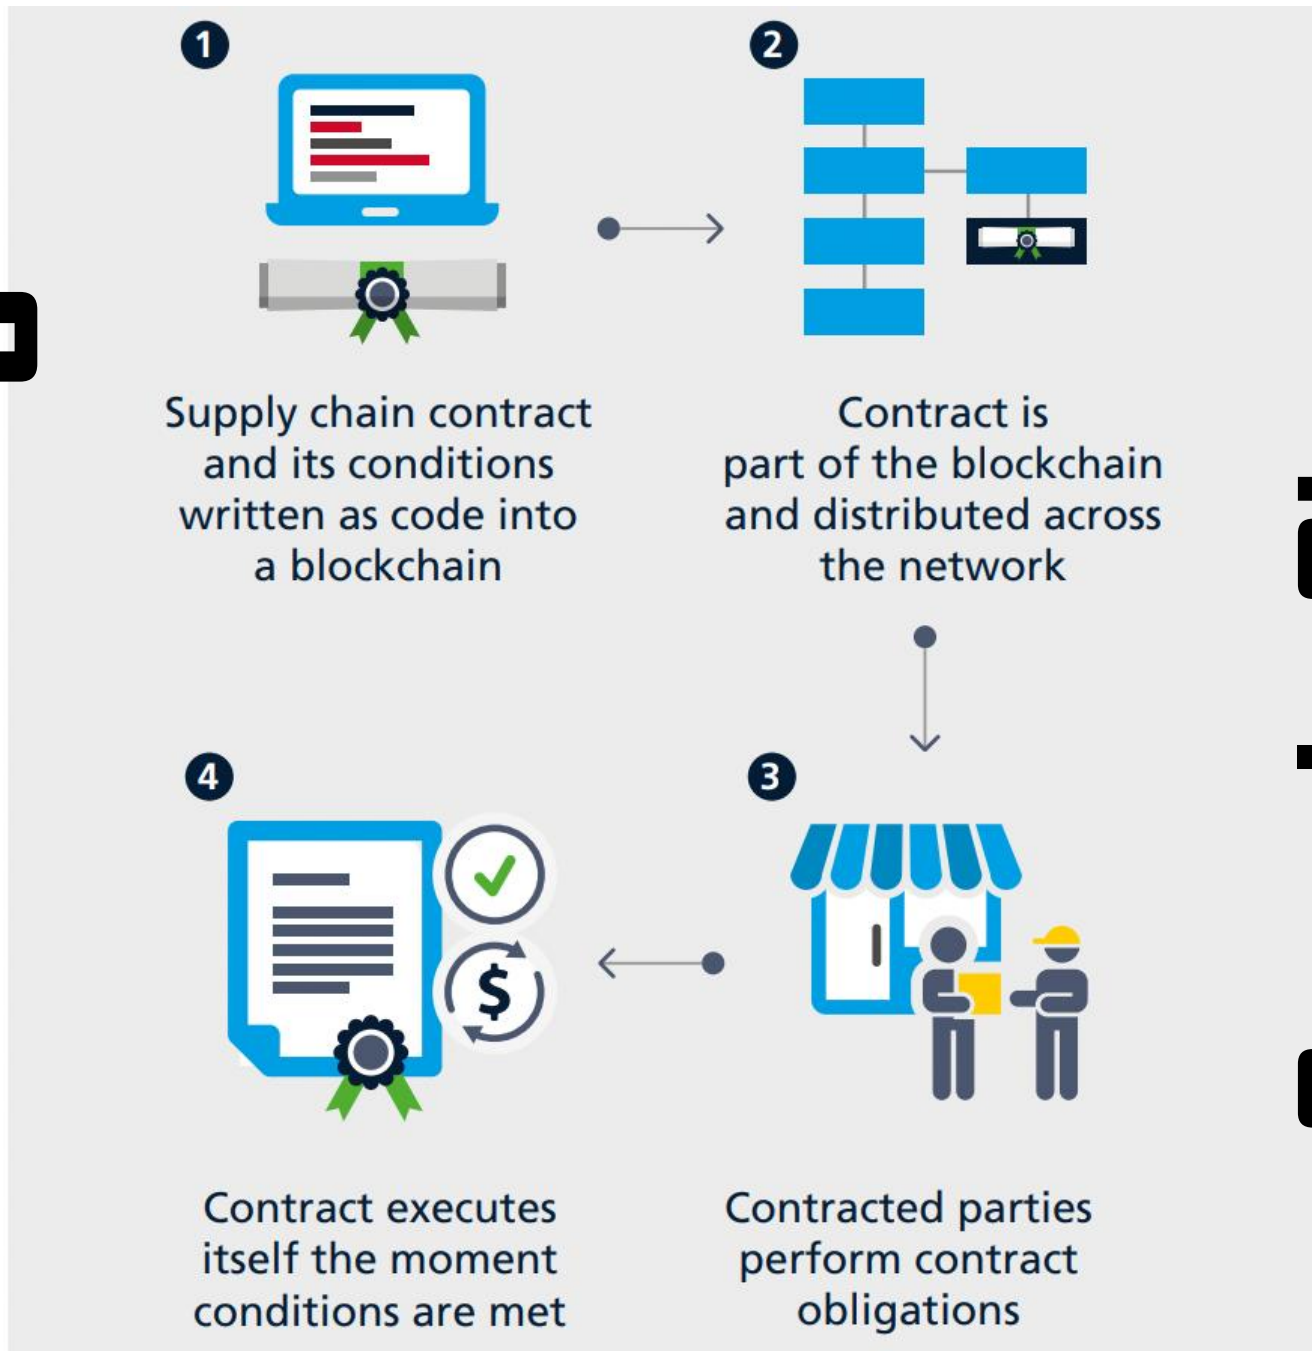 1
Supply chain contract
and its conditions
written as code into
a blockchain
2
Contract is
part of the blockchain
and distributed across
the network
3
Contracted parties
perform contract
obligations
4
$
Contract executes
itself the moment
conditions are met